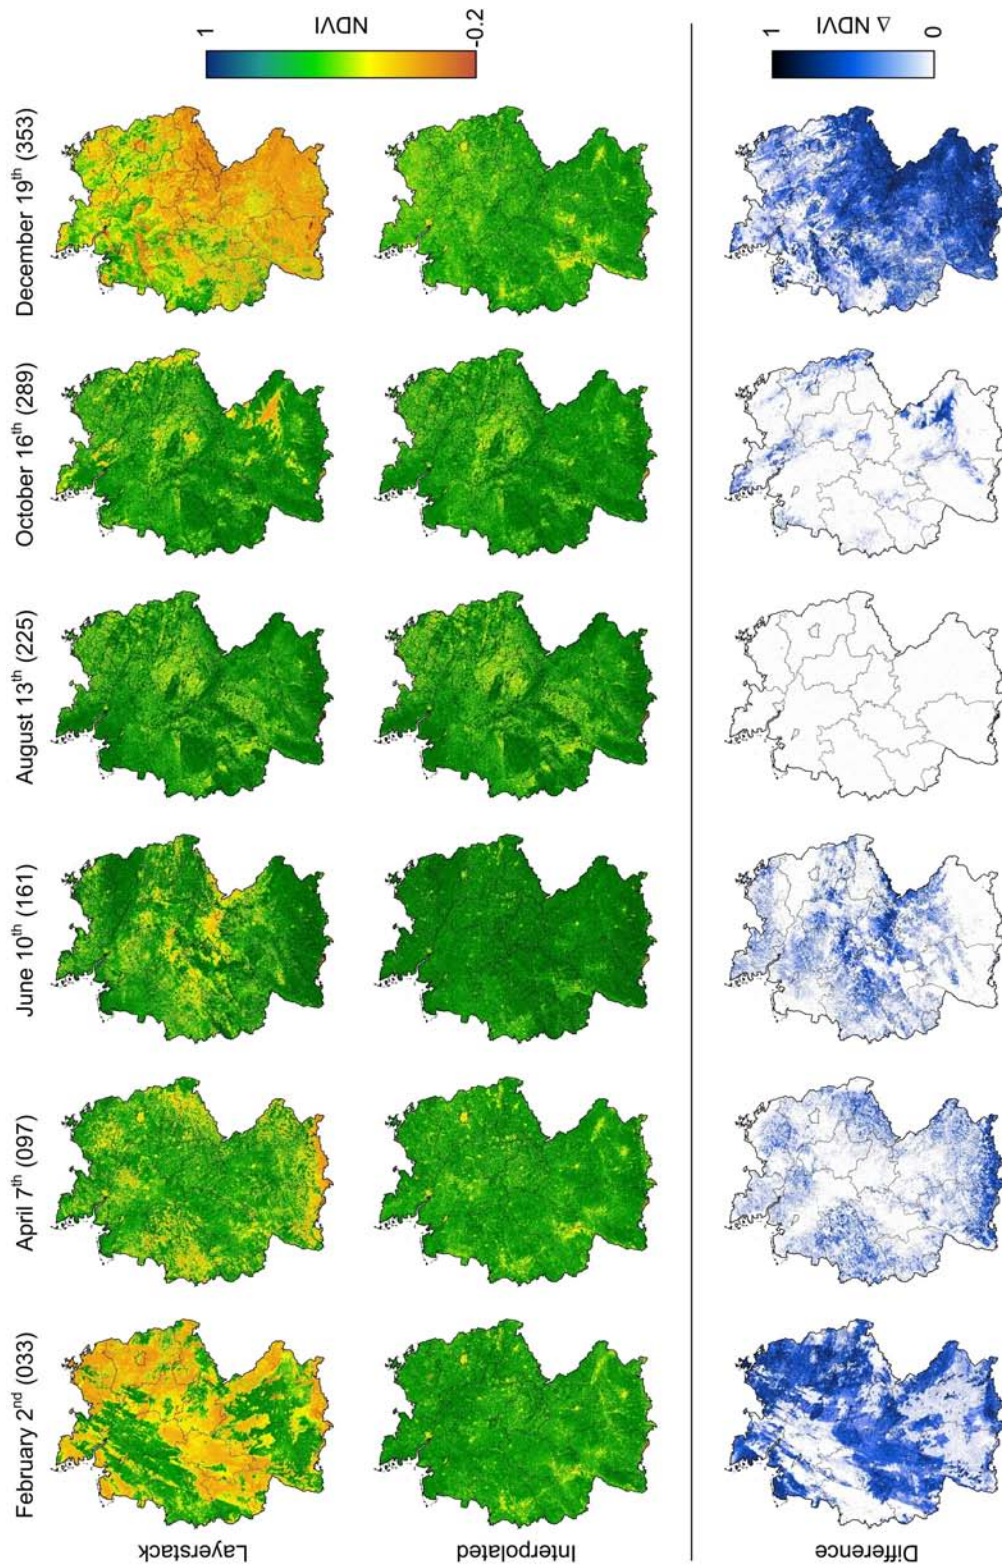 February 2nd (033)
April 7th (097)
June 10th (161)
August 13th (225)
October 16th (289)
December 19th (353)
Layerstack
1
NDVI
-0.2
Interpolated
Difference
1
Δ NDVI
0